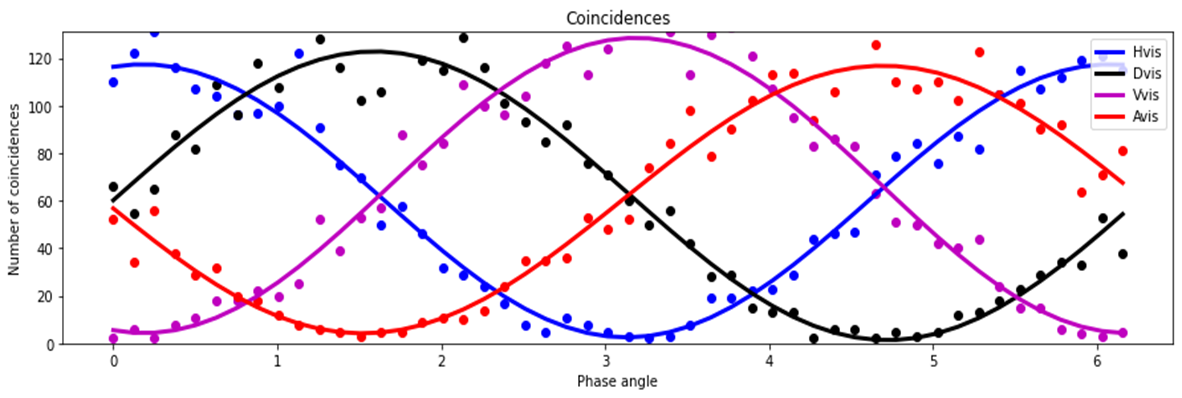 Coincidences
Number of coincidences
120
100
80
60
40
20
0
0 1 2 3 4 5 6
Phase angle
Hvis
Dvis
Vvis
Avis